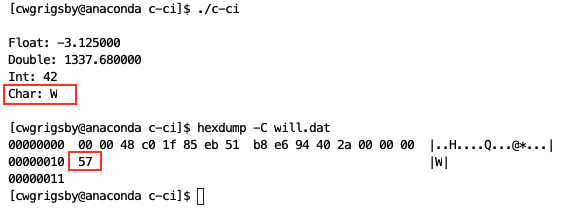 [cwgrigsby@anaconda c-ci]$ ./c-ci
Float: -3.125000
Double: 1337.680000
Int: 42
Char: W
[cwgrigsby@anaconda c-ci]$ hexdump -C will.dat
00000000  00 00 48 c0 1f 85 eb 51  b8 e6 94 40 2a 00 00 00  |..H....Q...@*...|
00000010  57                                                |W|
00000011
[cwgrigsby@anaconda c-ci]$